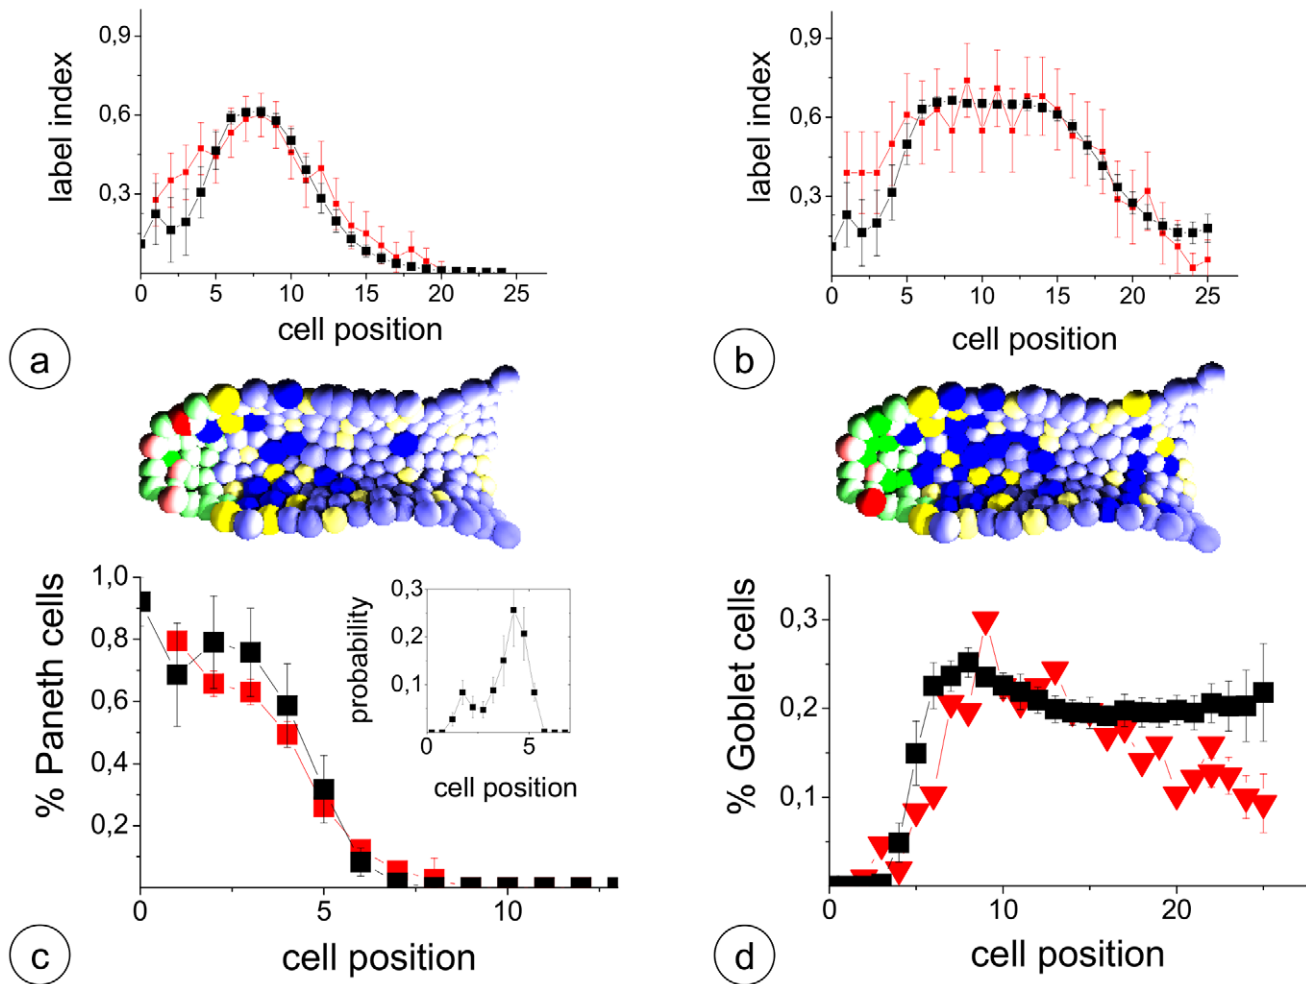 0,9
0,6
0,3
label index
0 5 10 15 20 25
cell position
a
0,9
0,6
0,3
label index
0 5 10 15 20 25
cell position
b
1,0
0,8
0,6
0,4
0,2
% Paneth cells
0 5 10
cell position
0,3
0,2
0,1
probability
0 5
cell position
c
0,3
0,2
0,1
% Goblet cells
0 10 20
cell position
d